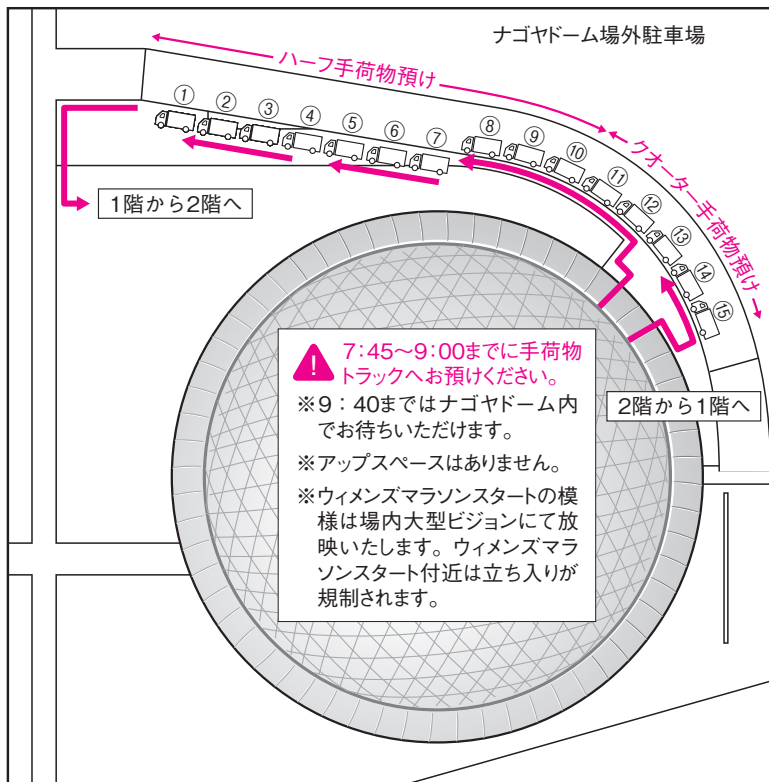 ナゴヤドーム場外駐車場
ハーフ手荷物預け
クオーター手荷物預け
①
②
③
④
⑤
⑥
⑦
⑧
⑨
⑩
⑪
⑫
⑬
⑭
⑮
1階から2階へ
2階から1階へ
! 7:45〜9:00までに手荷物
トラックへお預けください。
※9：40まではナゴヤドーム内
でお待ちいただけます。
※アップスペースはありません。
※ウィメンズマラソンスタートの模
様は場内大型ビジョンにて放
映いたします。ウィメンズマラ
ソンスタート付近は立ち入りが
規制されます。